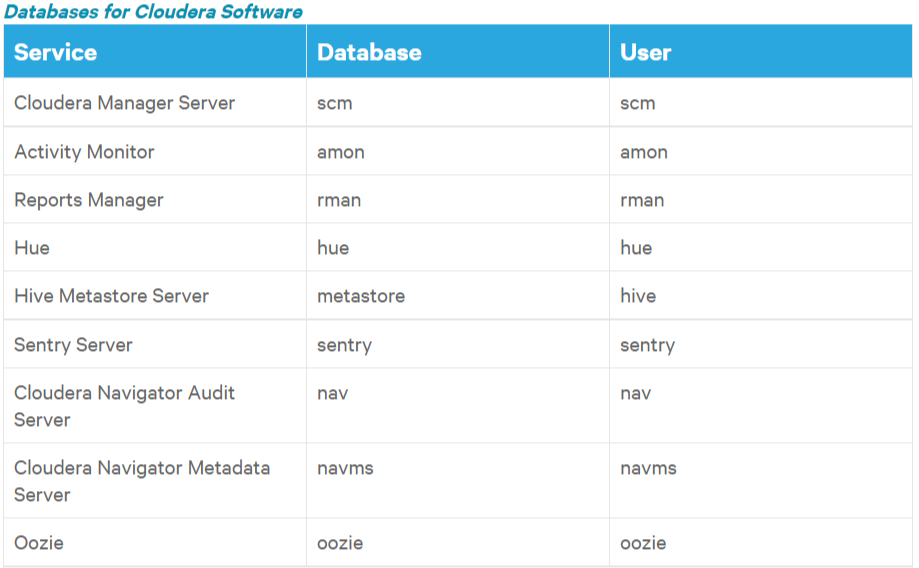 Databases for Cloudera Software
Service Database User
Cloudera Manager Server scm scm
Activity Monitor amon amon
Reports Manager rman rman
Hue hue hue
Hive Metastore Server metastore hive
Sentry Server sentry sentry
Cloudera Navigator Audit nav nav
Server
Cloudera Navigator Metadata navms navms
Server
Oozie oozie oozie